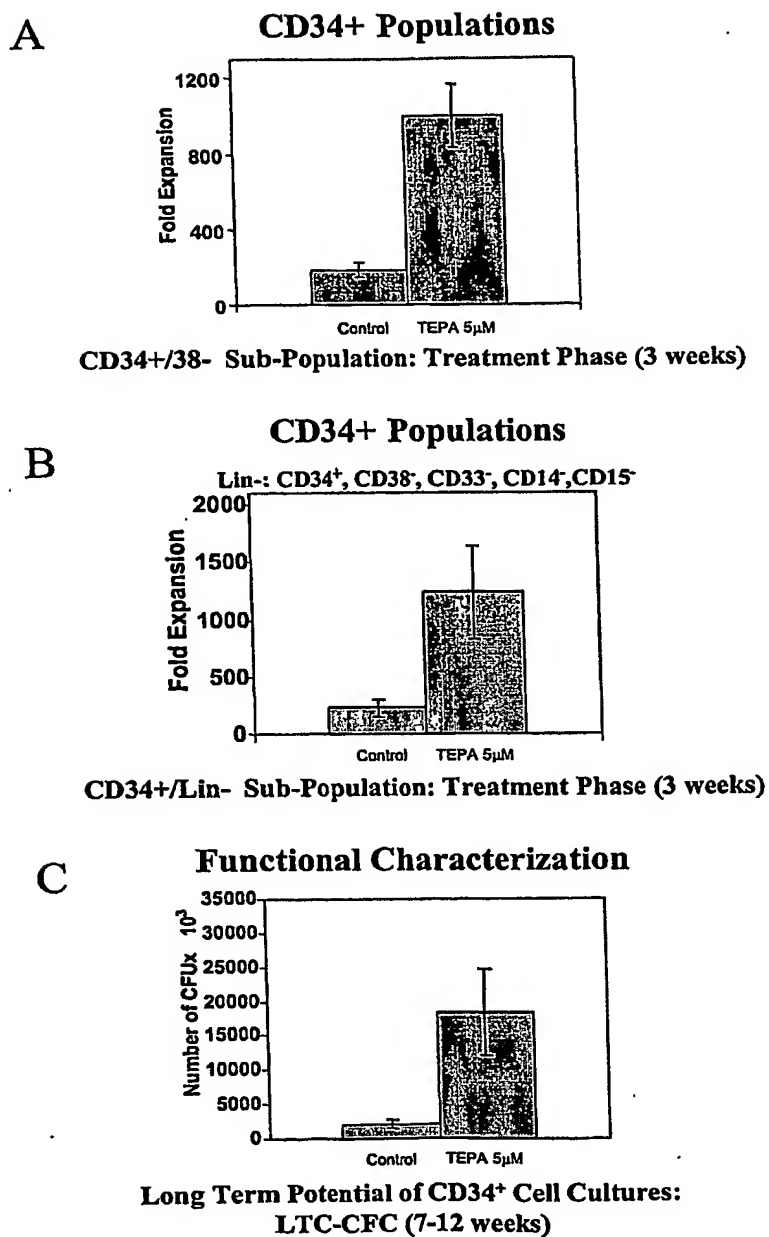 A
CD34+ Populations
Fold Expansion
1200
800
400
0
Control TEPA 5µM
CD34+/38- Sub-Population: Treatment Phase (3 weeks)
B
CD34+ Populations
Lin-: CD34⁺, CD38⁻, CD33⁻, CD14⁻,CD15⁻
Fold Expansion
2000
1500
1000
500
0
Control TEPA 5µM
CD34+/Lin- Sub-Population: Treatment Phase (3 weeks)
C
Functional Characterization
Number of CFUx 10³
35000
30000
25000
20000
15000
10000
5000
0
Control TEPA 5µM
Long Term Potential of CD34⁺ Cell Cultures:
LTC-CFC (7-12 weeks)